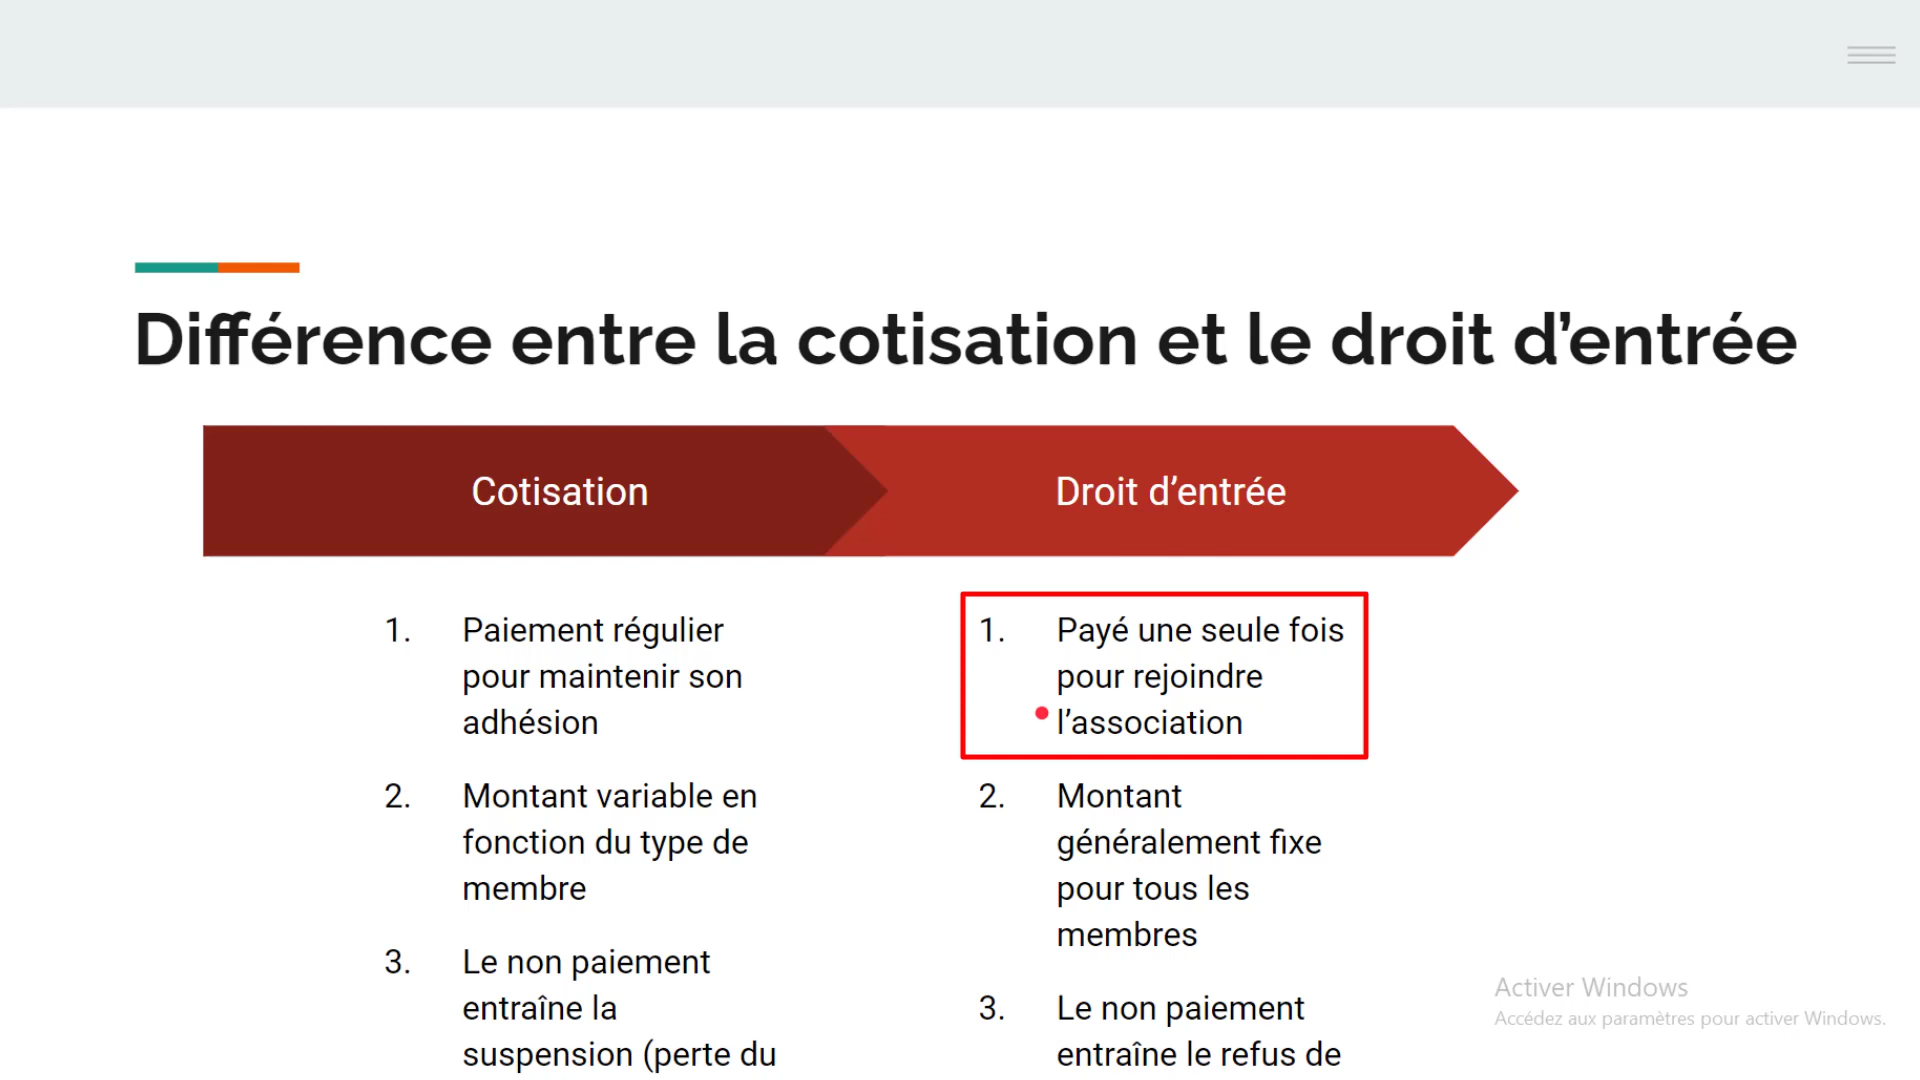 Différence entre la cotisation et le droit d’entrée
Cotisation
Droit d’entrée
1. Paiement régulier
pour maintenir son
adhésion
2. Montant variable en
fonction du type de
membre
3. Le non paiement
entraîne la
suspension (perte du
1. Payé une seule fois
pour rejoindre
l’association
2. Montant
généralement fixe
pour tous les
membres
3. Le non paiement
entraîne le refus de
Activer Windows
Accédez aux paramètres pour activer Windows.